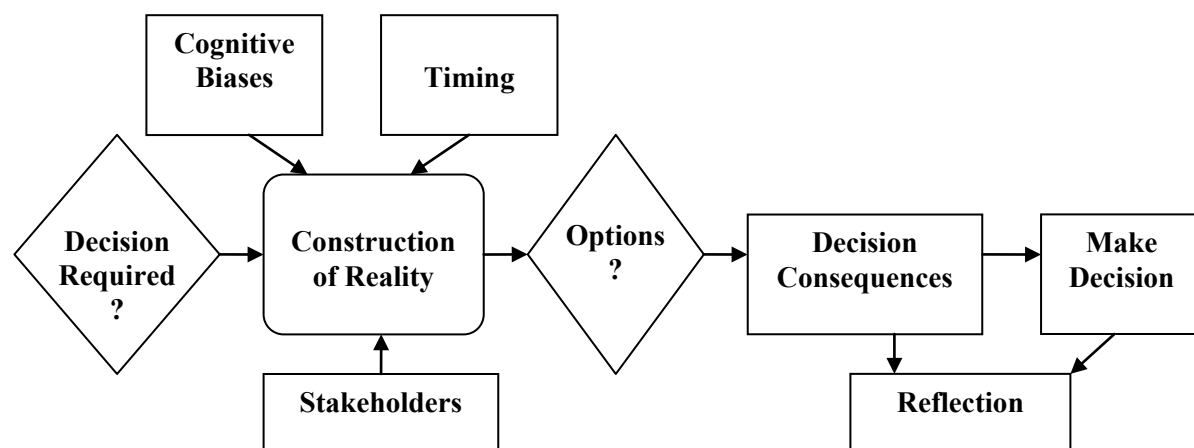 Cognitive
Biases
Timing
Decision
Required
?
Construction
of Reality
Options
?
Decision
Consequences
Make
Decision
Stakeholders
Reflection